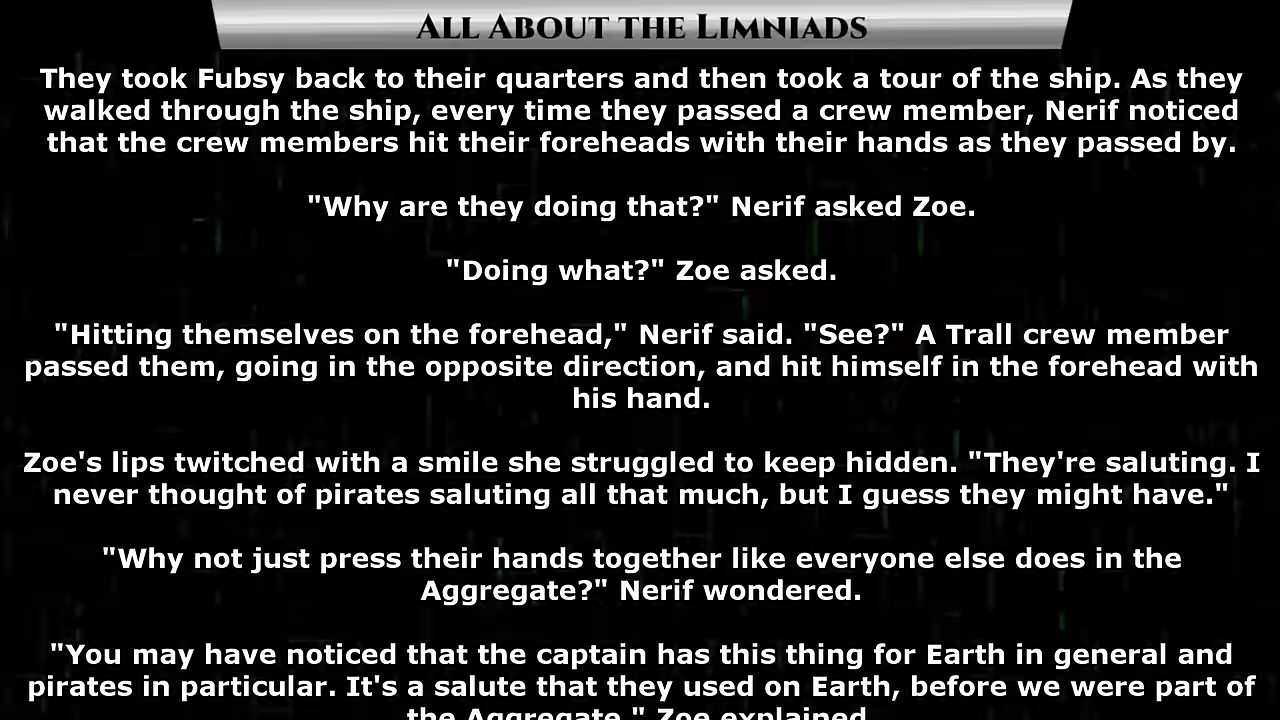 All About the Limniads
They took Fubsy back to their quarters and then took a tour of the ship. As they
walked through the ship, every time they passed a crew member, Nerif noticed
that the crew members hit their foreheads with their hands as they passed by.
"Why are they doing that?" Nerif asked Zoe.
"Doing what?" Zoe asked.
"Hitting themselves on the forehead," Nerif said. "See?" A Trall crew member
passed them, going in the opposite direction, and hit himself in the forehead with
his hand.
Zoe's lips twitched with a smile she struggled to keep hidden. "They're saluting. I
never thought of pirates saluting all that much, but I guess they might have."
"Why not just press their hands together like everyone else does in the
Aggregate?" Nerif wondered.
"You may have noticed that the captain has this thing for Earth in general and
pirates in particular. It's a salute that they used on Earth, before we were part of
the Aggregate," Zoe explained.